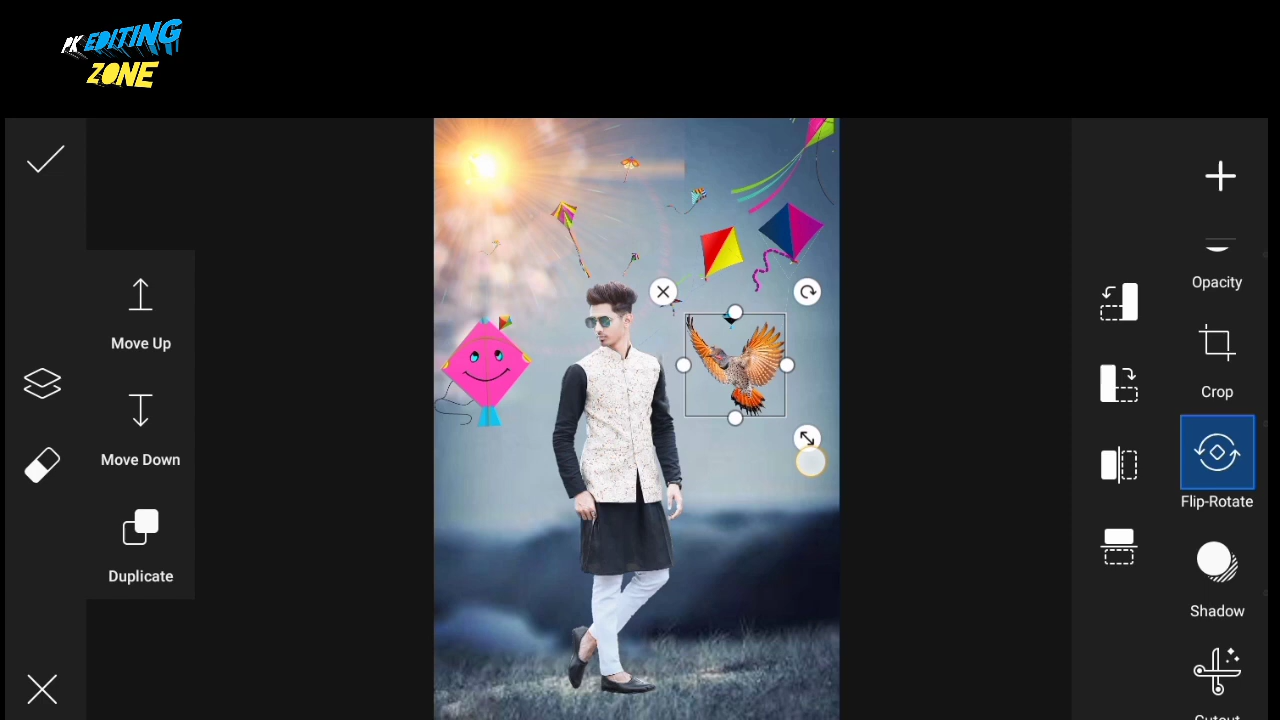 PK EDITING
ZONE
Opacity
Move Up
Crop
Move Down
Flip-Rotate
Duplicate
Shadow
Cutout